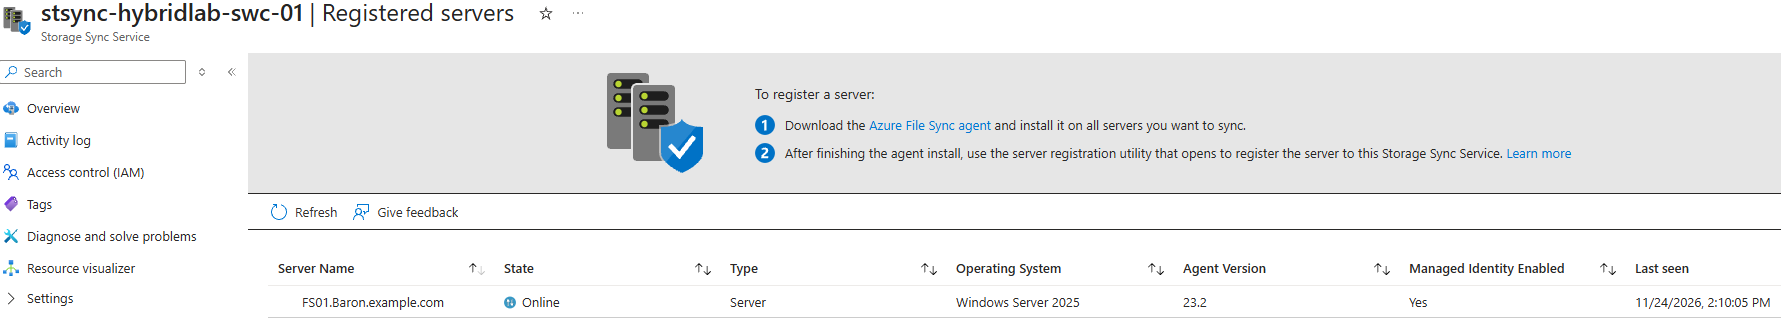 stsync-hybridlab-swc-01 | Registered servers
Storage Sync Service
Search
Overview
Activity log
Access control (IAM)
Tags
Diagnose and solve problems
Resource visualizer
Settings
To register a server:
1 Download the Azure File Sync agent and install it on all servers you want to sync.
2 After finishing the agent install, use the server registration utility that opens to register the server to this Storage Sync Service. Learn more
Refresh Give feedback
Server Name State Type Operating System Agent Version Managed Identity Enabled Last seen
FS01.Baron.example.com Online Server Windows Server 2025 23.2 Yes 11/24/2026, 2:10:05 PM